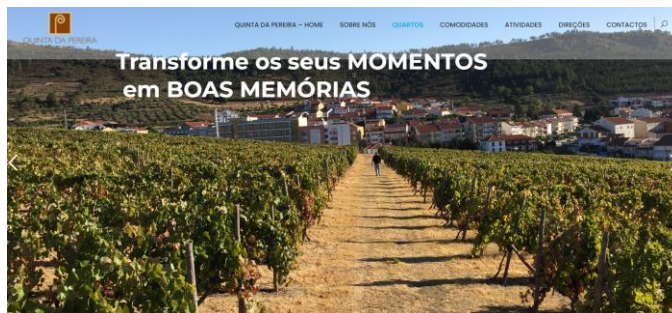 QUINTA DA PEREIRA – HOME SOBRE NÓS QUARTOS COMODIDADES ATIVIDADES DIREÇÕES CONTACTOS
QUINTA DA PEREIRA
Transforme os seus MOMENTOS
em BOAS MEMÓRIAS